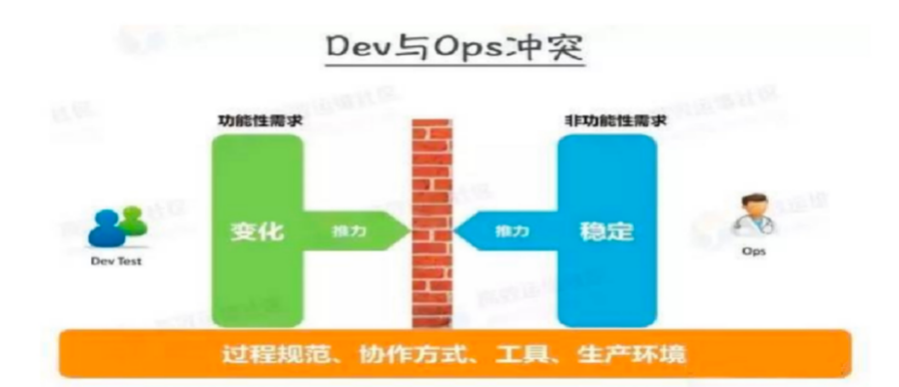 Dev与Ops冲突
功能性需求
非功能性需求
变化
推力
推力
稳定
Dev Test
Ops
过程规范、协作方式、工具、生产环境